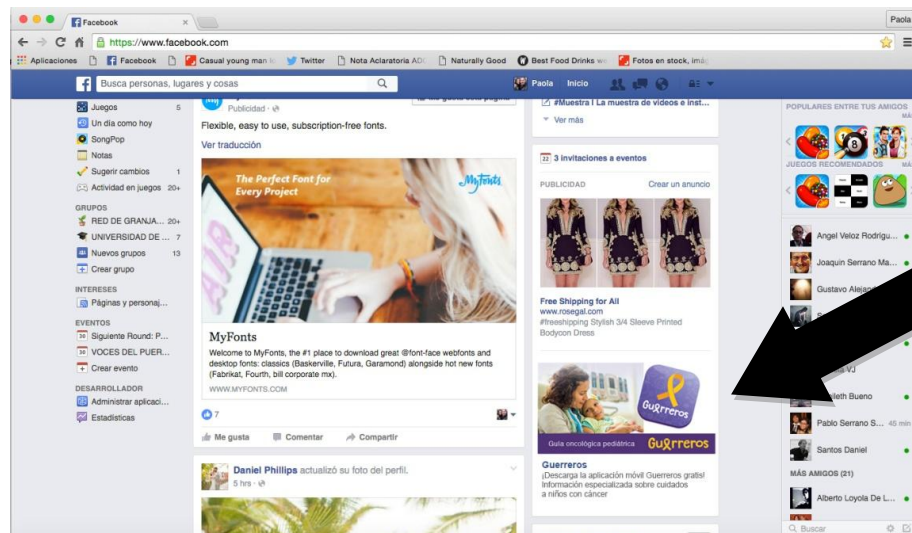 Facebook
Paola
https://www.facebook.com
Aplicaciones
Facebook
Casual young man
Twitter
Nota Aclaratoria
Naturally Good
Best Food Drinks
Fotos en stock,
Busca personas, lugares y cosas
Paola
Inicio
Juegos 5
Un día como hoy
SongPop
Notas
Sugerir cambios 1
Actividad en juegos 20+
GRUPOS
RED DE GRANJA... 20+
UNIVERSIDAD DE ... 7
Nuevos grupos 13
Crear grupo
INTERESES
Páginas y personaj...
EVENTOS
Siguiente Round: P...
VOCES DEL PUER...
Crear evento
DESARROLLADOR
Administrar aplicaci...
Estadísticas
Publicidad ·
Flexible, easy to use, subscription-free fonts.
Ver traducción
The Perfect Font for
Every Project
MyFonts
AIR
MyFonts
Welcome to MyFonts, the #1 place to download great @font-face webfonts and
desktop fonts: classics (Baskerville, Futura, Garamond) alongside hot new fonts
(Fabrikat, Fourth, bill corporate mx).
WWW.MYFONTS.COM
7
Me gusta
Comentar
Compartir
Daniel Phillips actualizó su foto del perfil.
5 hrs ·
#Muestra I La muestra de videos e inst...
Ver más
3 invitaciones a eventos
PUBLICIDAD
Crear un anuncio
Free Shipping for All
www.rosegal.com
#freeshipping Stylish 3/4 Sleeve Printed
Bodycon Dress
Guerreros
Guía oncológica pediátrica
Guerreros
Guerreros
¡Descarga la aplicación móvil Guerreros gratis!
Información especializada sobre cuidados
a niños con cáncer
POPULARES ENTRE TUS AMIGOS
JUEGOS RECOMENDADOS
Angel Veloz Rodrigu...
Joaquin Serrano Ma...
Gustavo
VJ
Bueno
Pablo Serrano S... 45 min
Santos Daniel
MÁS AMIGOS (21)
Alberto Loyola De L...
Buscar